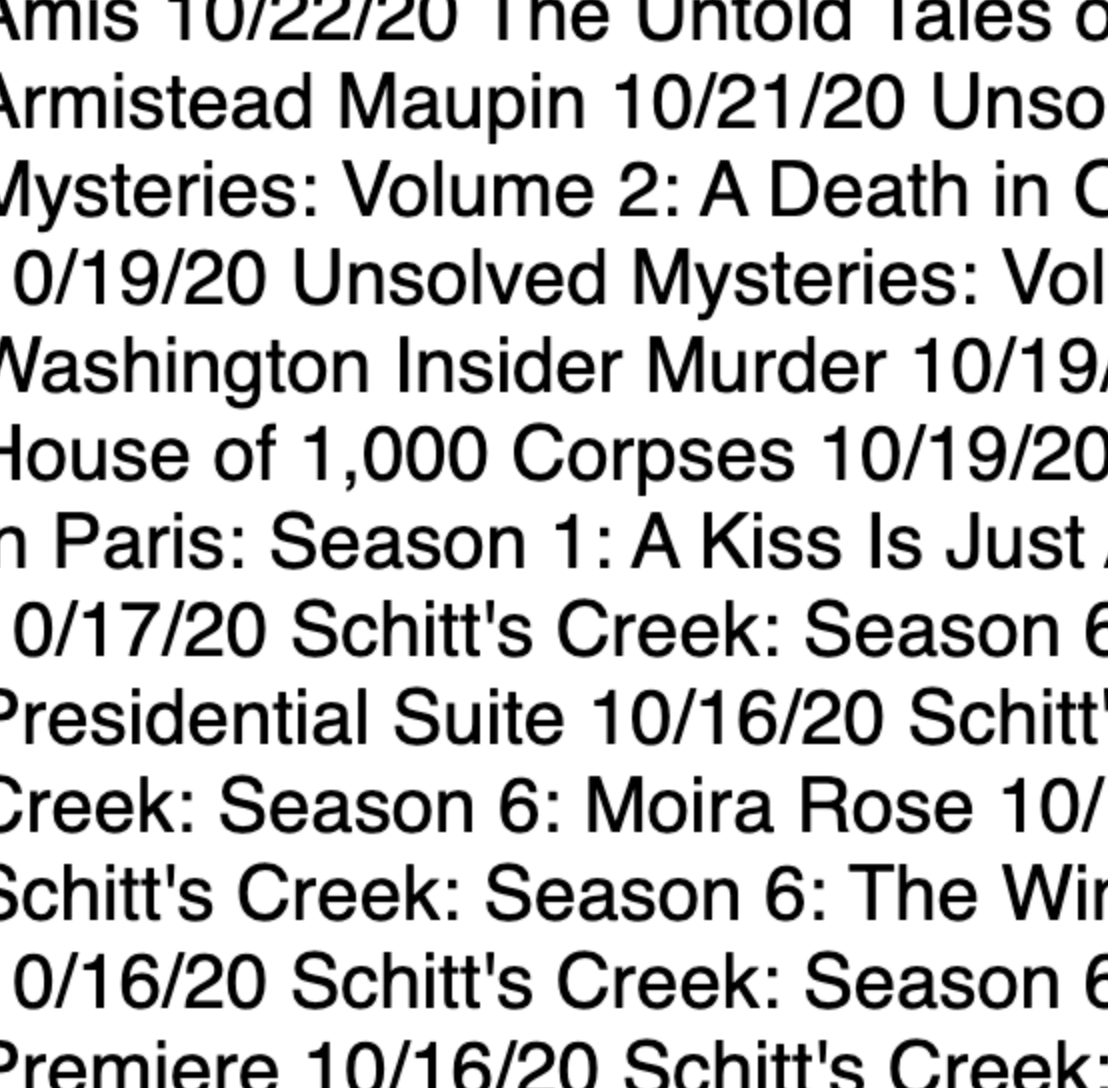 Amis 10/22/20 The Untold Tales o
Armistead Maupin 10/21/20 Unso
Mysteries: Volume 2: A Death in O
0/19/20 Unsolved Mysteries: Vol
Washington Insider Murder 10/19/
House of 1,000 Corpses 10/19/20
n Paris: Season 1: A Kiss Is Just
0/17/20 Schitt's Creek: Season 6
Presidential Suite 10/16/20 Schitt'
Creek: Season 6: Moira Rose 10/
Schitt's Creek: Season 6: The Wi
0/16/20 Schitt's Creek: Season 6
Premiere 10/16/20 Schitt's Creek: